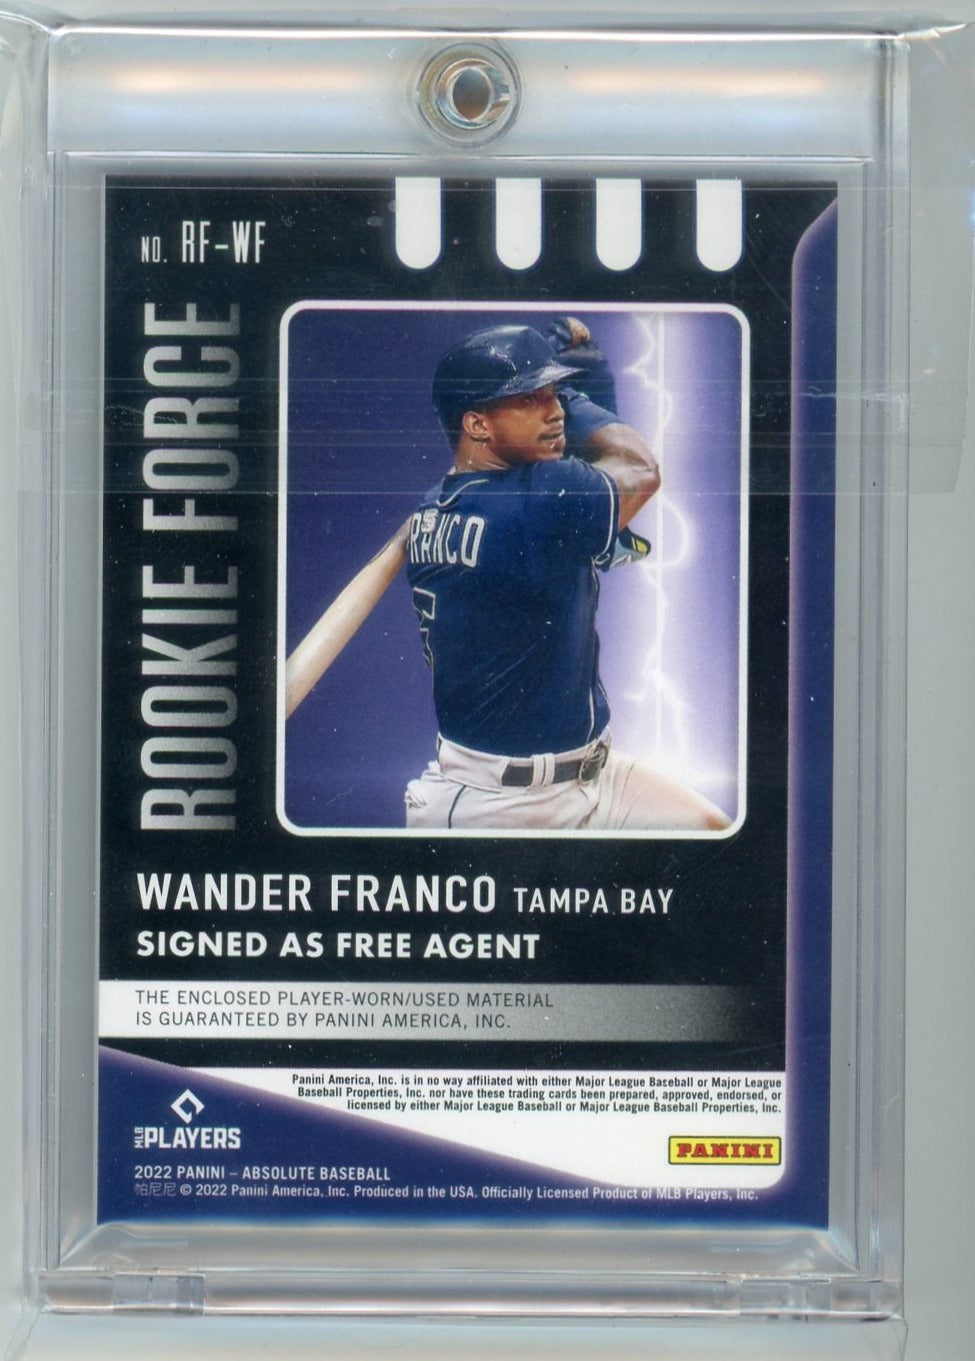 NO. RF-WF
ROOKIE FORCE
FRANCO
5
WANDER FRANCO TAMPA BAY
SIGNED AS FREE AGENT
THE ENCLOSED PLAYER-WORN/USED MATERIAL
IS GUARANTEED BY PANINI AMERICA, INC.
Panini America, Inc. is in no way affiliated with either Major League Baseball or Major League
Baseball Properties, Inc. nor have these trading cards been prepared, approved, endorsed, or
licensed by either Major League Baseball or Major League Baseball Properties, Inc.
MLB PLAYERS
PANINI
2022 PANINI – ABSOLUTE BASEBALL
帕尼尼 © 2022 Panini America, Inc. Produced in the USA. Officially Licensed Product of MLB Players, Inc.